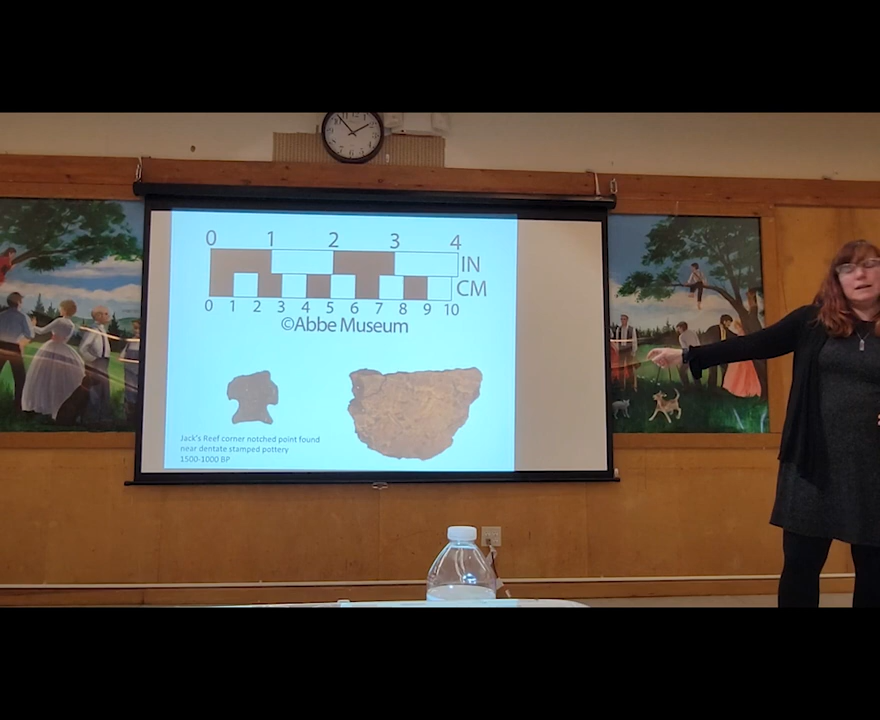 0 1 2 3 4
IN
CM
0 1 2 3 4 5 6 7 8 9 10
©Abbe Museum
Jack's Reef corner notched point found
near dentate stamped pottery
1500-1000 BP